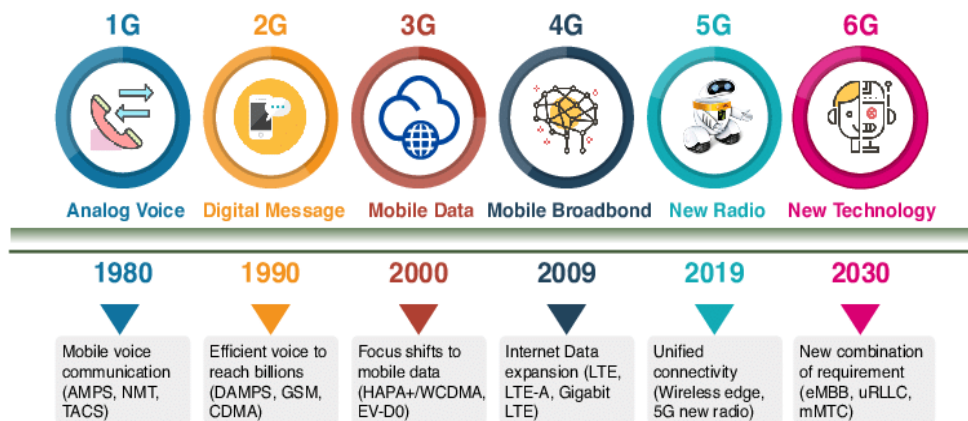 1G 2G 3G 4G 5G 6G
Analog Voice Digital Message Mobile Data Mobile Broadbond New Radio New Technology
1980 1990 2000 2009 2019 2030
Mobile voice
communication
(AMPS, NMT,
TACS)
Efficient voice to
reach billions
(DAMPS, GSM,
CDMA)
Focus shifts to
mobile data
(HAPA+/WCDMA,
EV-D0)
Internet Data
expansion (LTE,
LTE-A, Gigabit
LTE)
Unified
connectivity
(Wireless edge,
5G new radio)
New combination
of requirement
(eMBB, uRLLC,
mMTC)